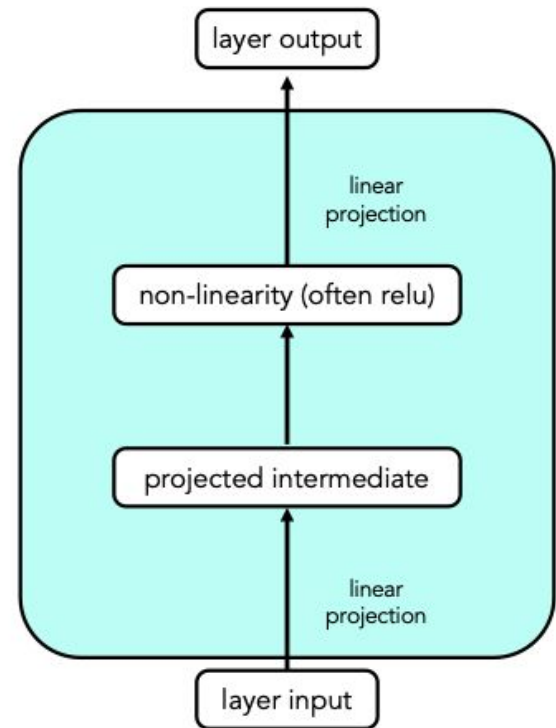 layer output
linear
projection
non-linearity (often relu)
projected intermediate
linear
projection
layer input